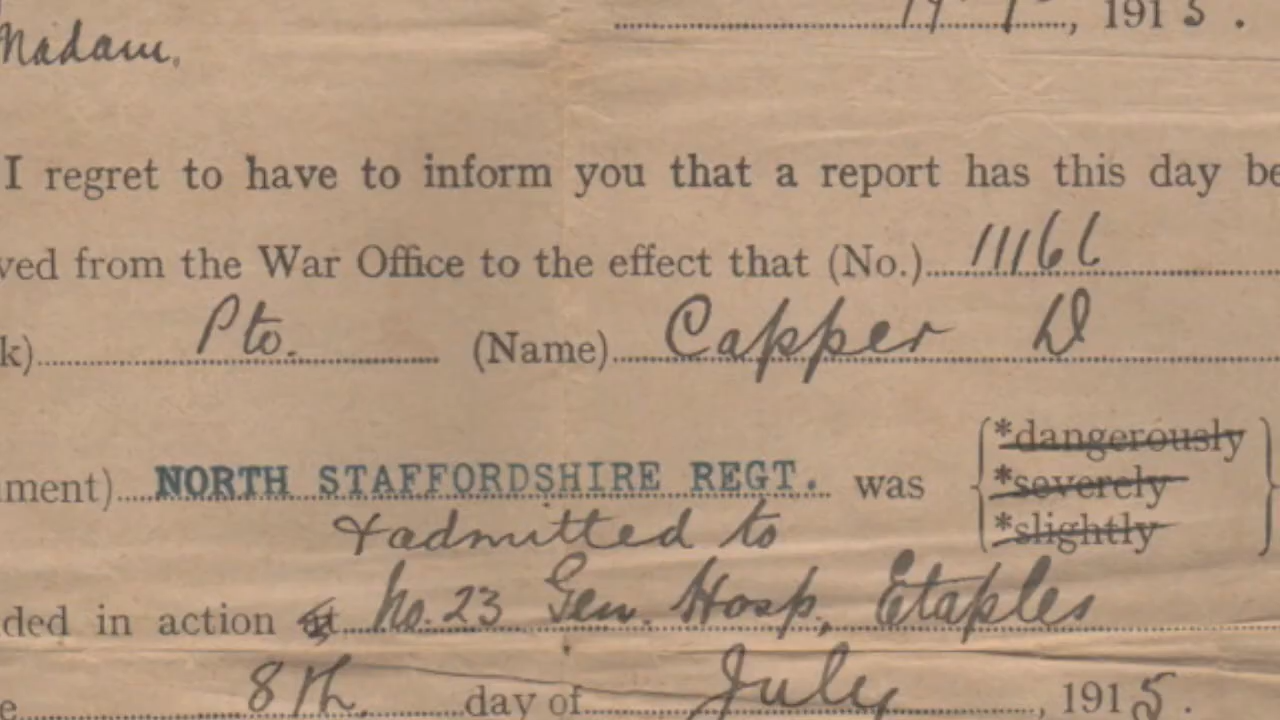 1915.
Madam,
I regret to have to inform you that a report has this day be
ved from the War Office to the effect that (No.) 11166
k) Pte. (Name) Capper D
ment) NORTH STAFFORDSHIRE REGT. was { *dangerously
*severely
*slightly }
& admitted to
ded in action at No. 23 Gen. Hosp, Etaples
e 8th day of July, 1915.